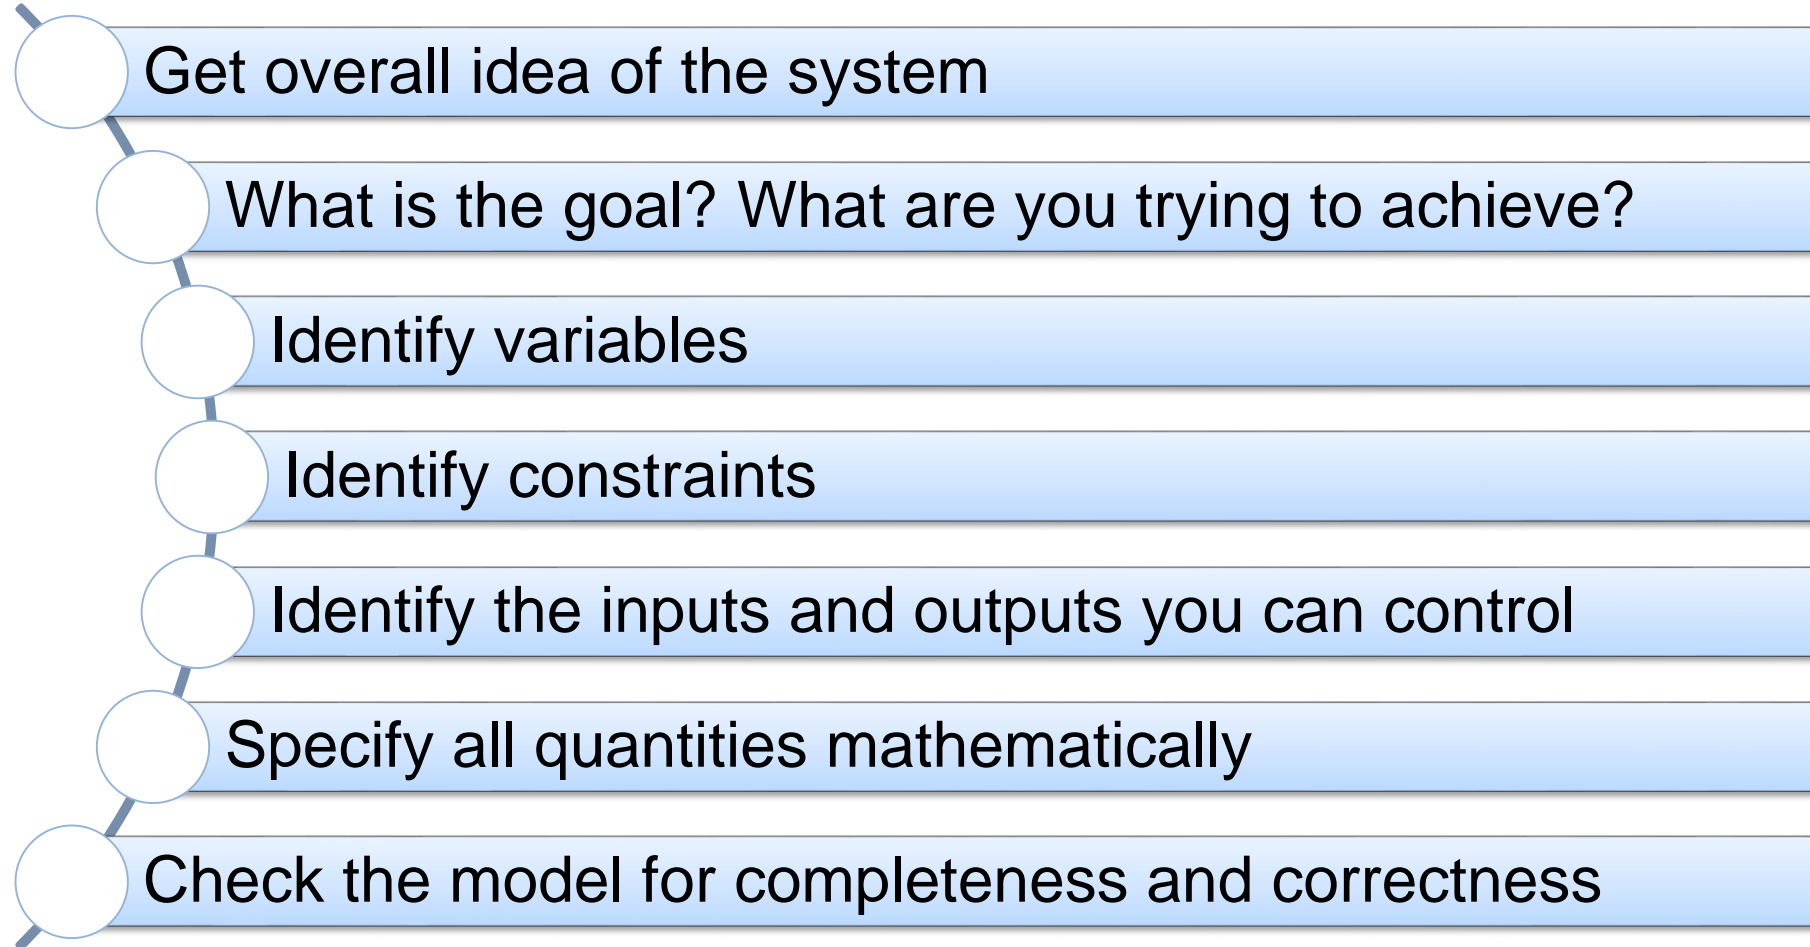 Get overall idea of the system
What is the goal? What are you trying to achieve?
Identify variables
Identify constraints
Identify the inputs and outputs you can control
Specify all quantities mathematically
Check the model for completeness and correctness